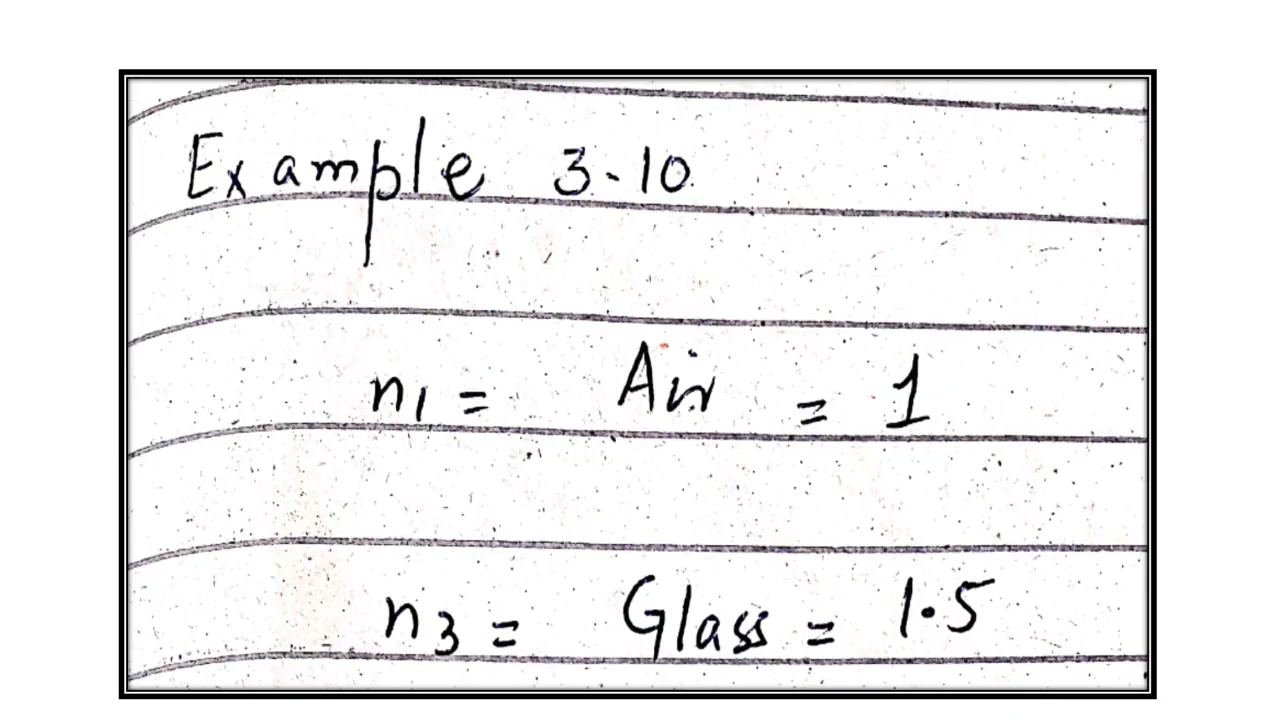 Example 3.10
n1 = Air = 1
n3 = Glass = 1.5